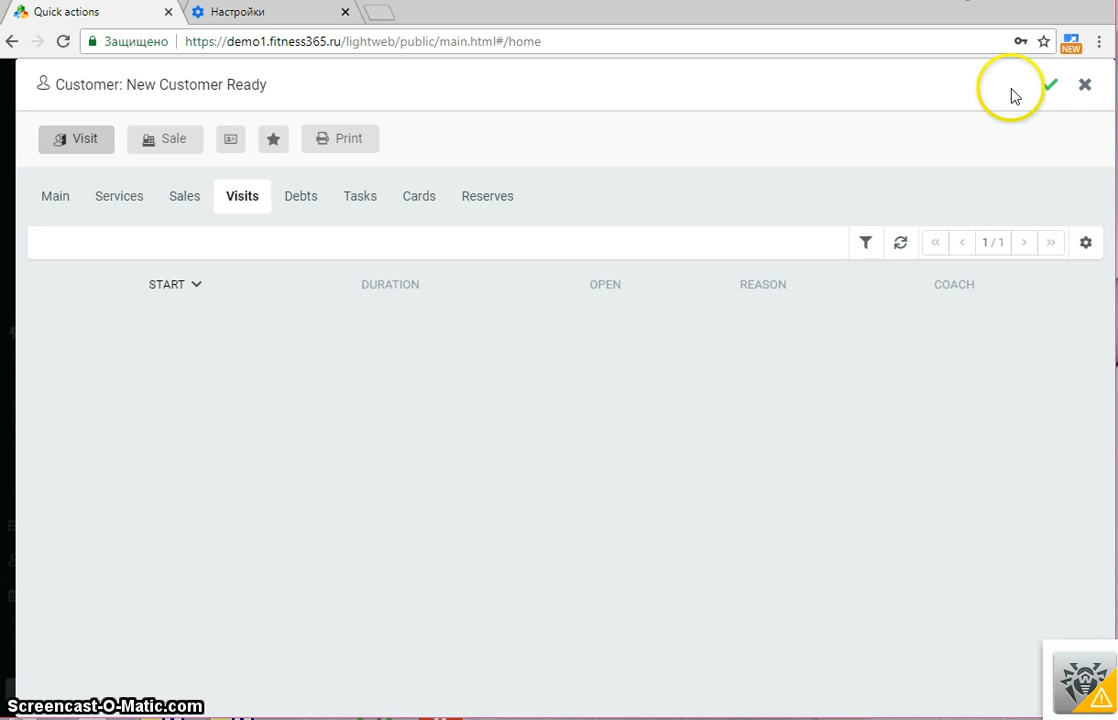 Quick actions
Настройки
Защищено
https://demo1.fitness365.ru/lightweb/public/main.html#/home
NEW
Customer: New Customer Ready
Visit
Sale
Print
Main
Services
Sales
Visits
Debts
Tasks
Cards
Reserves
1 / 1
START
DURATION
OPEN
REASON
COACH
Screencast-O-Matic.com